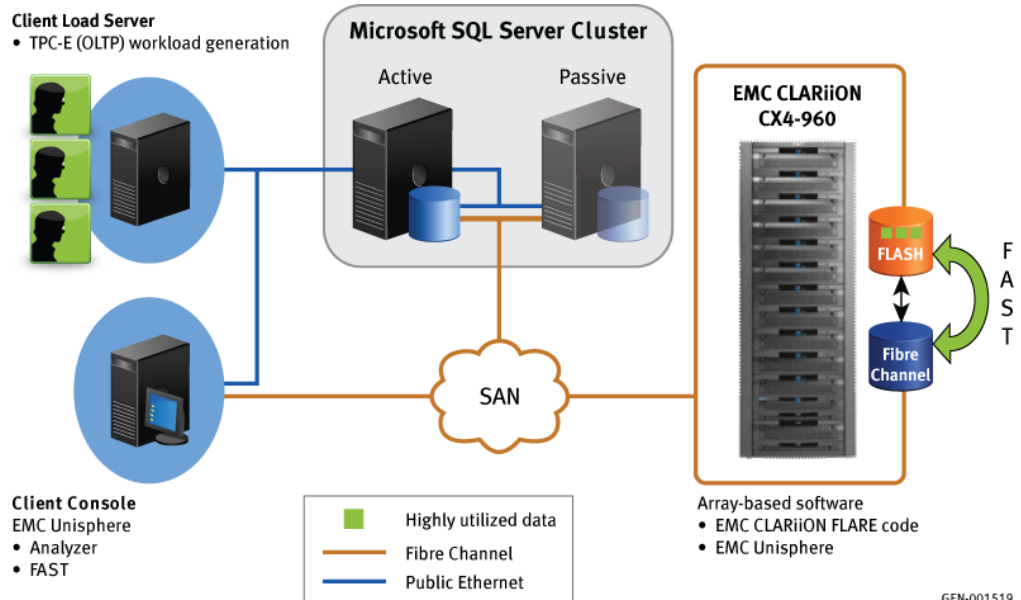 Client Load Server
• TPC-E (OLTP) workload generation
Microsoft SQL Server Cluster
Active
Passive
EMC CLARiiON
CX4-960
FLASH
Fibre
Channel
F
A
S
T
SAN
Client Console
EMC Unisphere
• Analyzer
• FAST
Highly utilized data
Fibre Channel
Public Ethernet
Array-based software
• EMC CLARiiON FLARE code
• EMC Unisphere
GEN-001519